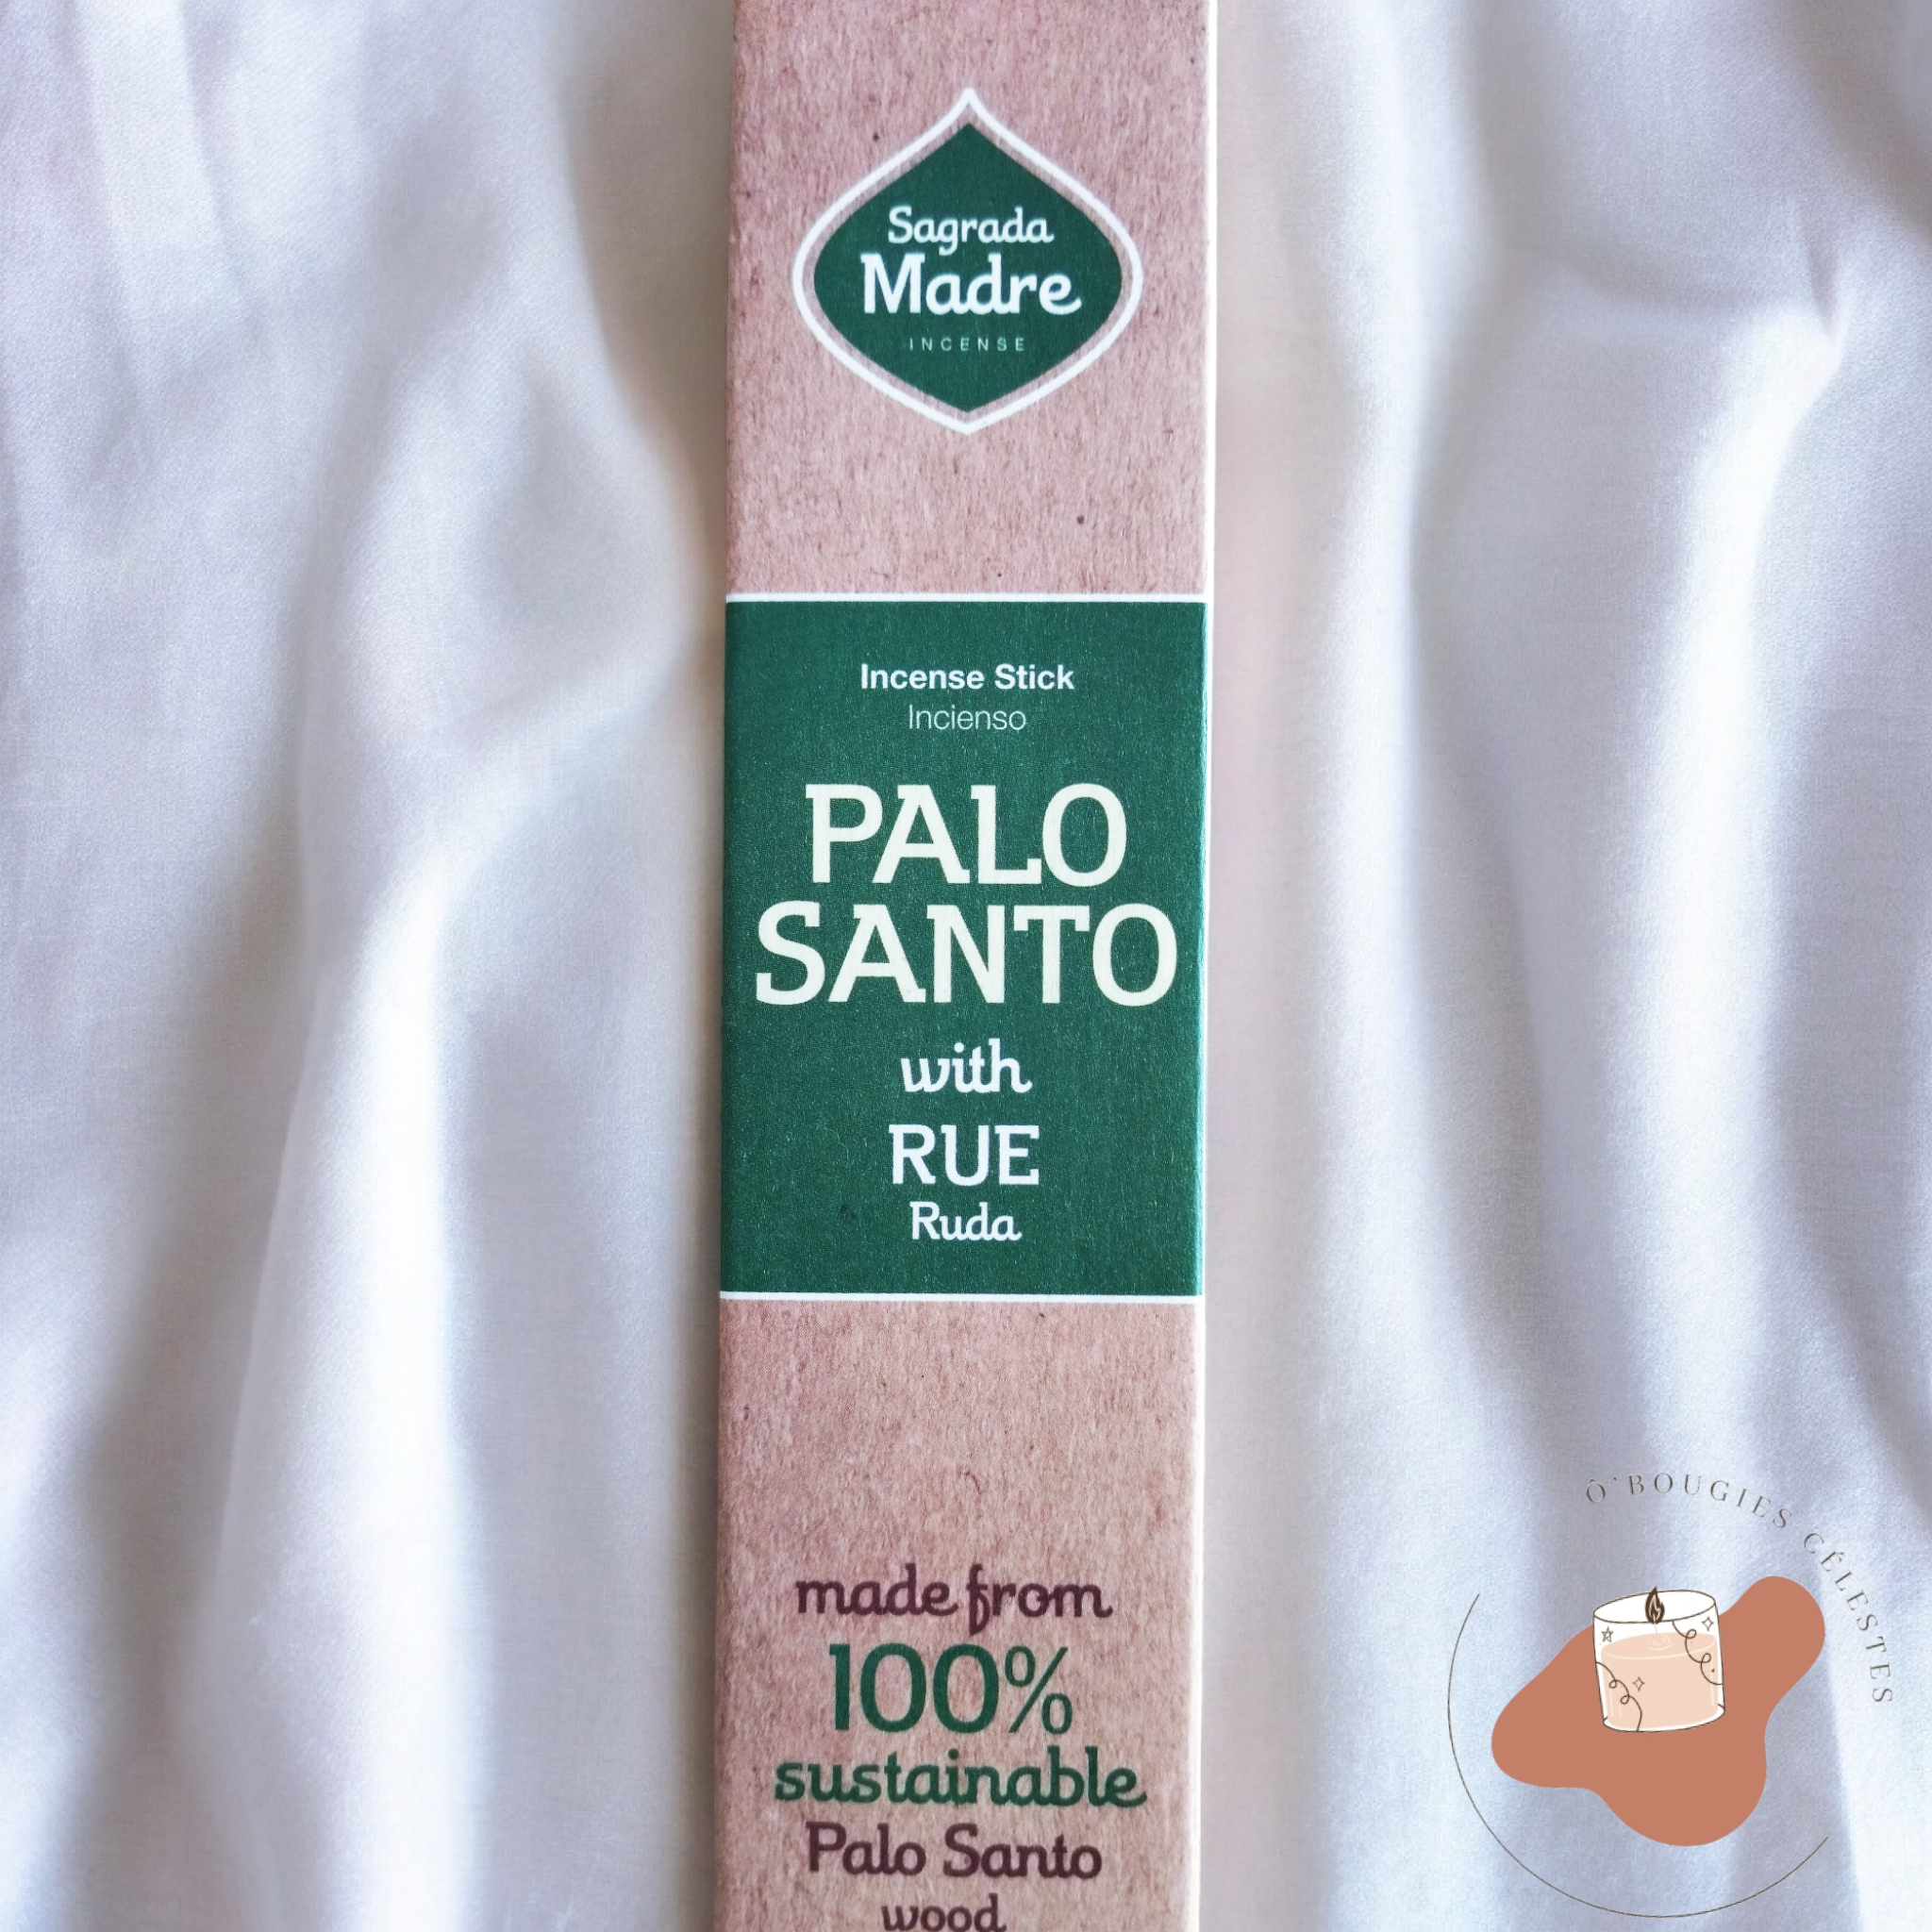 Sagrada
Madre
INCENSE
Incense Stick
Incienso
PALO
SANTO
with
RUE
Ruda
made from
100%
sustainable
Palo Santo
wood
Ô'BOUGIES CÉLESTES